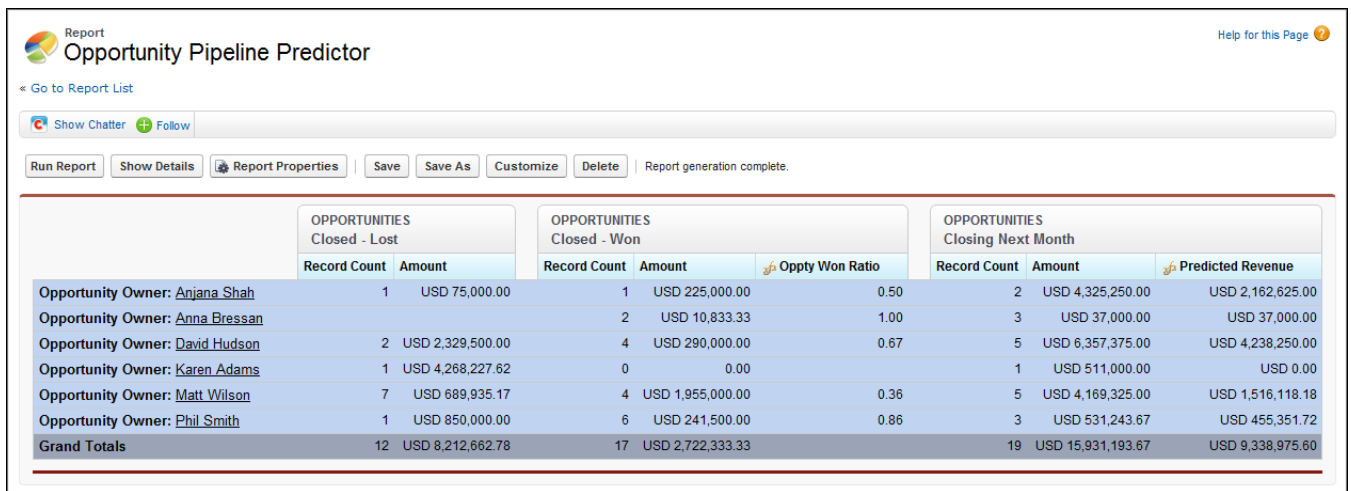 Report
Opportunity Pipeline Predictor
Help for this Page
« Go to Report List
Show Chatter Follow
Run Report Show Details Report Properties Save Save As Customize Delete Report generation complete.
OPPORTUNITIES OPPORTUNITIES OPPORTUNITIES
Closed - Lost Closed - Won Closing Next Month
Record Count Amount Record Count Amount Oppty Won Ratio Record Count Amount Predicted Revenue
Opportunity Owner: Anjana Shah 1 USD 75,000.00 1 USD 225,000.00 0.50 2 USD 4,325,250.00 USD 2,162,625.00
Opportunity Owner: Anna Bressan 2 USD 10,833.33 1.00 3 USD 37,000.00 USD 37,000.00
Opportunity Owner: David Hudson 2 USD 2,329,500.00 4 USD 290,000.00 0.67 5 USD 6,357,375.00 USD 4,238,250.00
Opportunity Owner: Karen Adams 1 USD 4,268,227.62 0 0.00 1 USD 511,000.00 USD 0.00
Opportunity Owner: Matt Wilson 7 USD 689,935.17 4 USD 1,955,000.00 0.36 5 USD 4,169,325.00 USD 1,516,118.18
Opportunity Owner: Phil Smith 1 USD 850,000.00 6 USD 241,500.00 0.86 3 USD 531,243.67 USD 455,351.72
Grand Totals 12 USD 8,212,662.78 17 USD 2,722,333.33 19 USD 15,931,193.67 USD 9,338,975.60